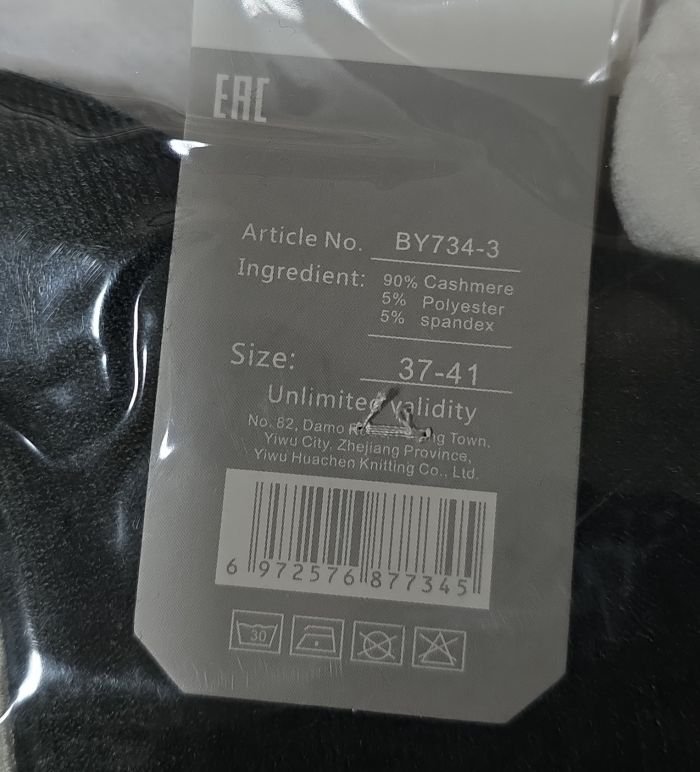 EAC
Article No. BY734-3
Ingredient: 90% Cashmere
5% Polyester
5% spandex
Size: 37-41
Unlimited validity
No. 82, Damo Town,
Yiwu City, Zhejiang Province,
Yiwu Huachen Knitting Co., Ltd.
6 972576 877345
30